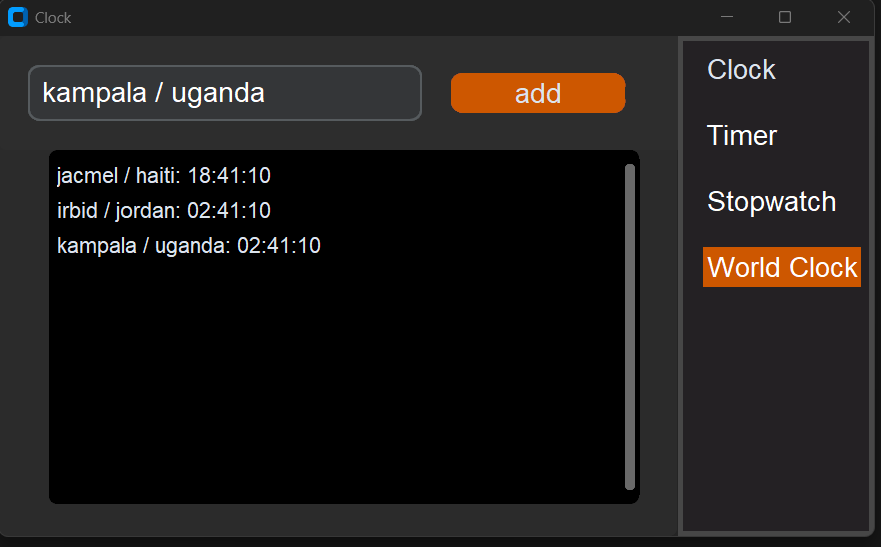 Clock
kampala / uganda
add
jacmel / haiti: 18:41:10
irbid / jordan: 02:41:10
kampala / uganda: 02:41:10
Clock
Timer
Stopwatch
World Clock